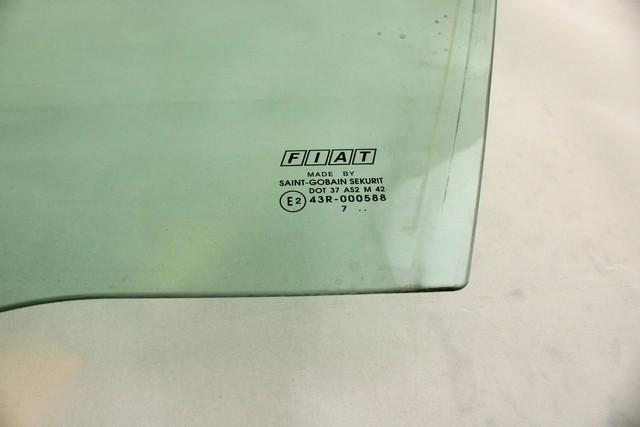 FIAT
MADE BY
SAINT-GOBAIN SEKURIT
DOT 37 AS2 M 42
E2 43R-000588
7 ..